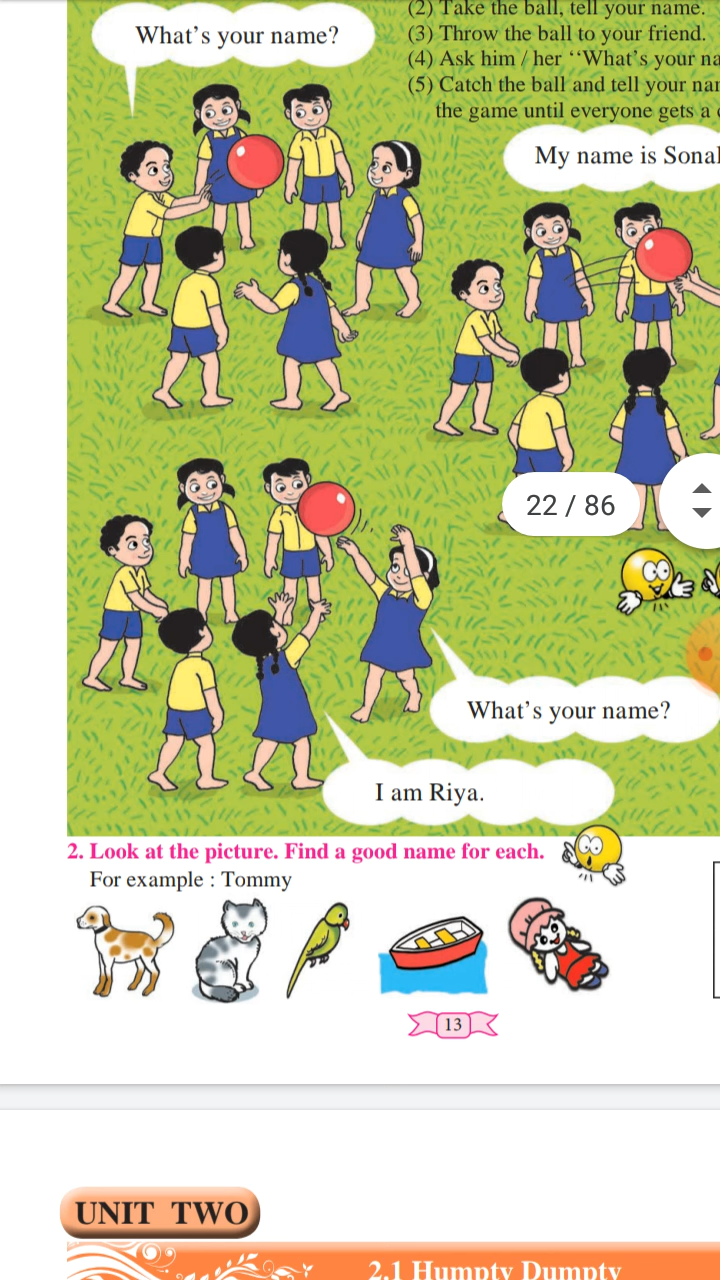 (2) Take the ball, tell your name.
What's your name?
(3) Throw the ball to your friend.
(4) Ask him / her “What's your
(5) Catch the ball and tell your
the game until everyone gets a
My name is
22 / 86
What's your name?
I am Riya.
2. Look at the picture. Find a good name for each.
For example : Tommy
13
UNIT TWO
2.1 Humpty Dumpty